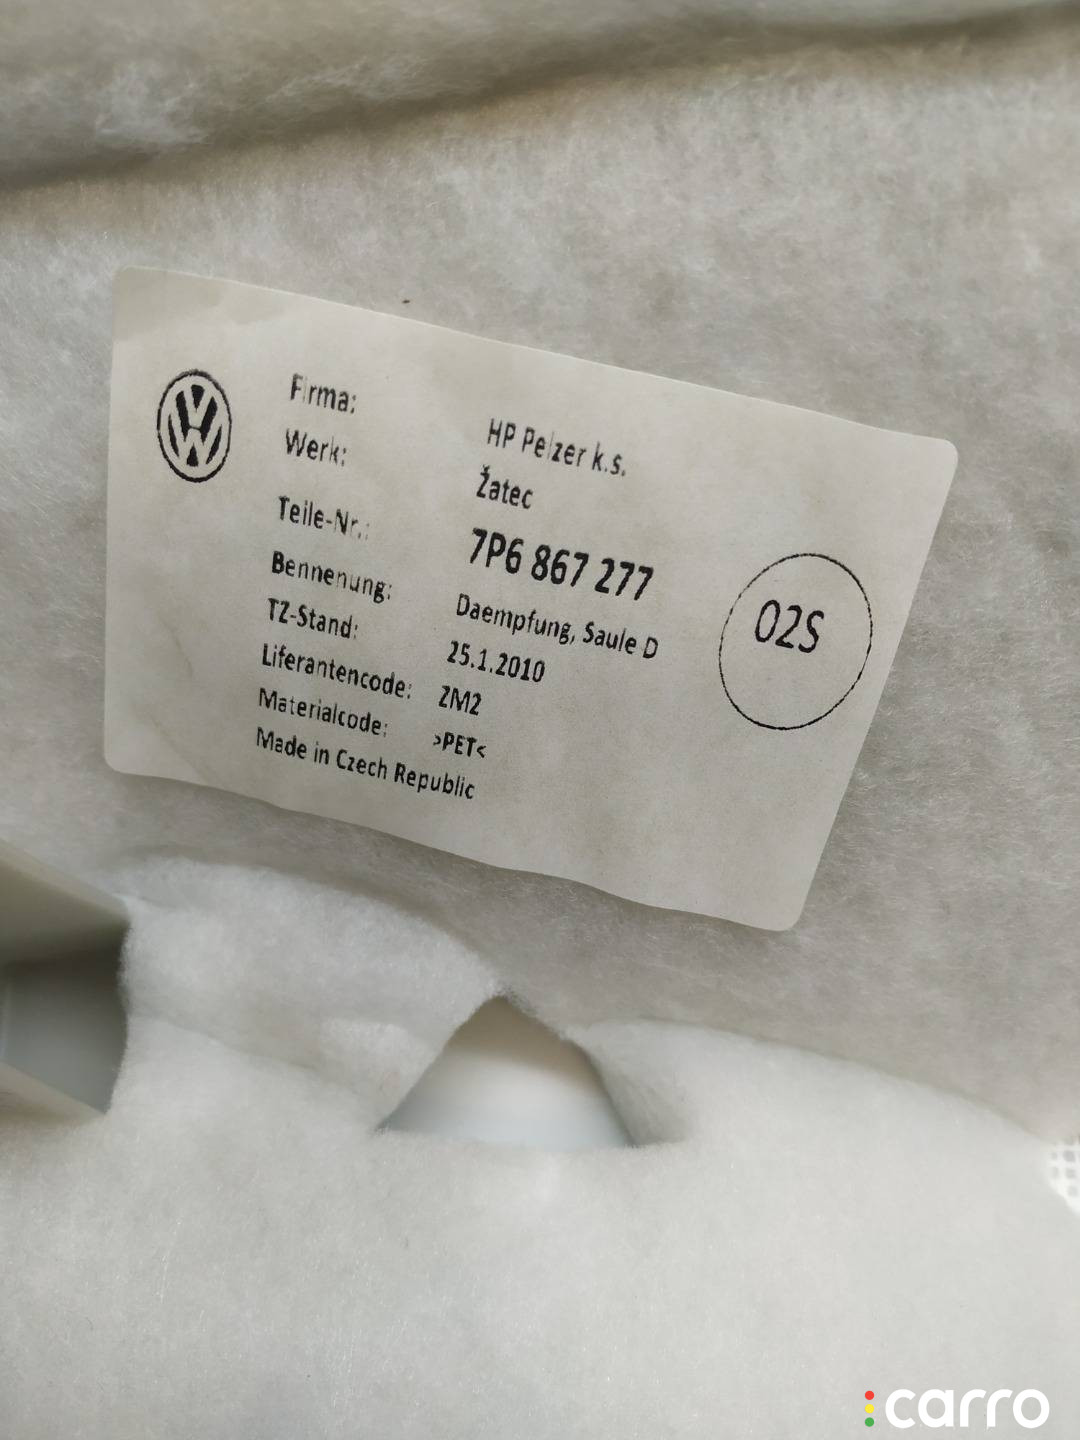 Firma: HP Pelzer k.s.
Werk: Žatec
Teile-Nr.: 7P6 867 277
Bennenung: Daempfung, Saule D
TZ-Stand: 25.1.2010
Liferantencode: ZM2
Materialcode: >PET<
Made in Czech Republic
02S
carro